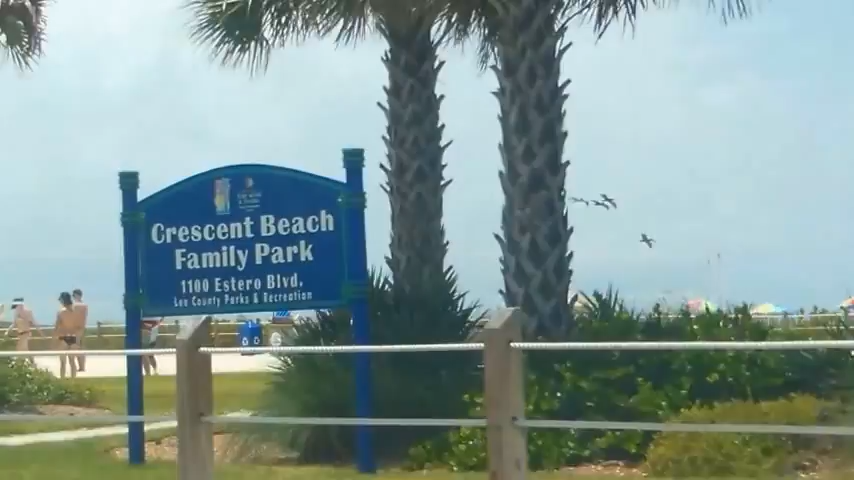 Crescent Beach
Family Park
1100 Estero Blvd.
Lee County Parks & Recreation